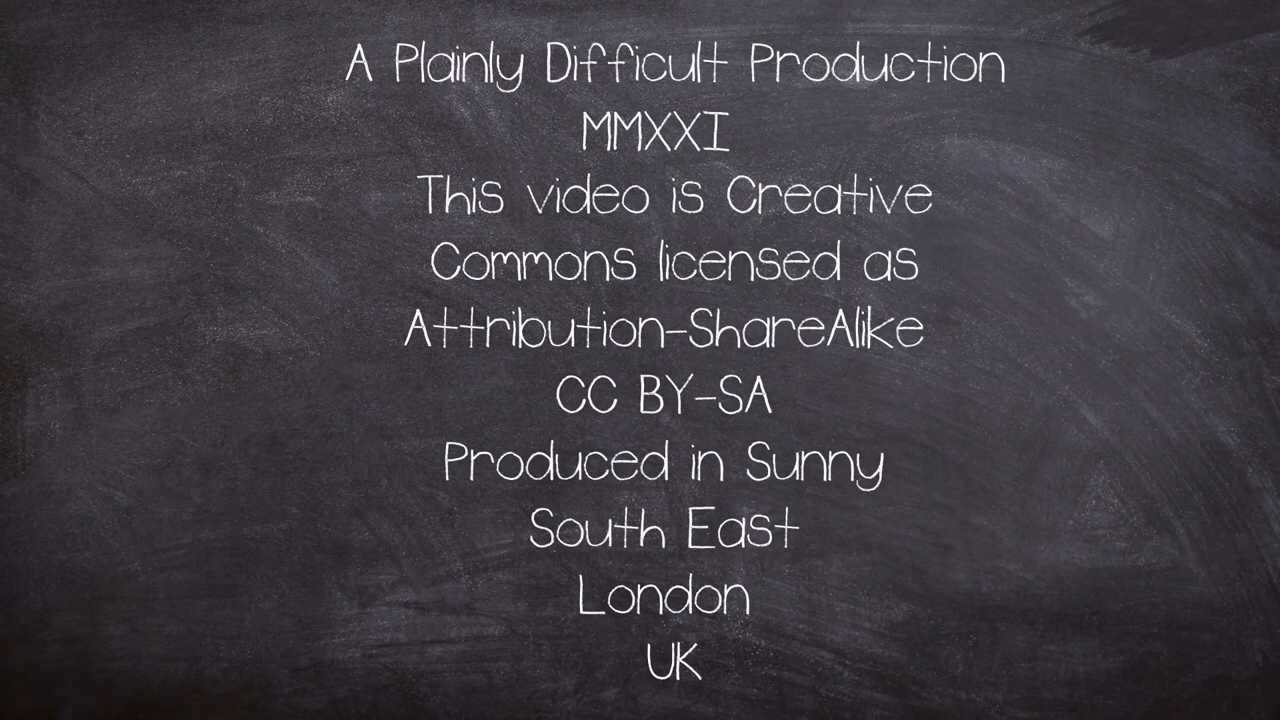 A Plainly Difficult Production
MMXXI
This video is Creative
Commons licensed as
Attribution-ShareAlike
CC BY-SA
Produced in Sunny
South East
London
UK